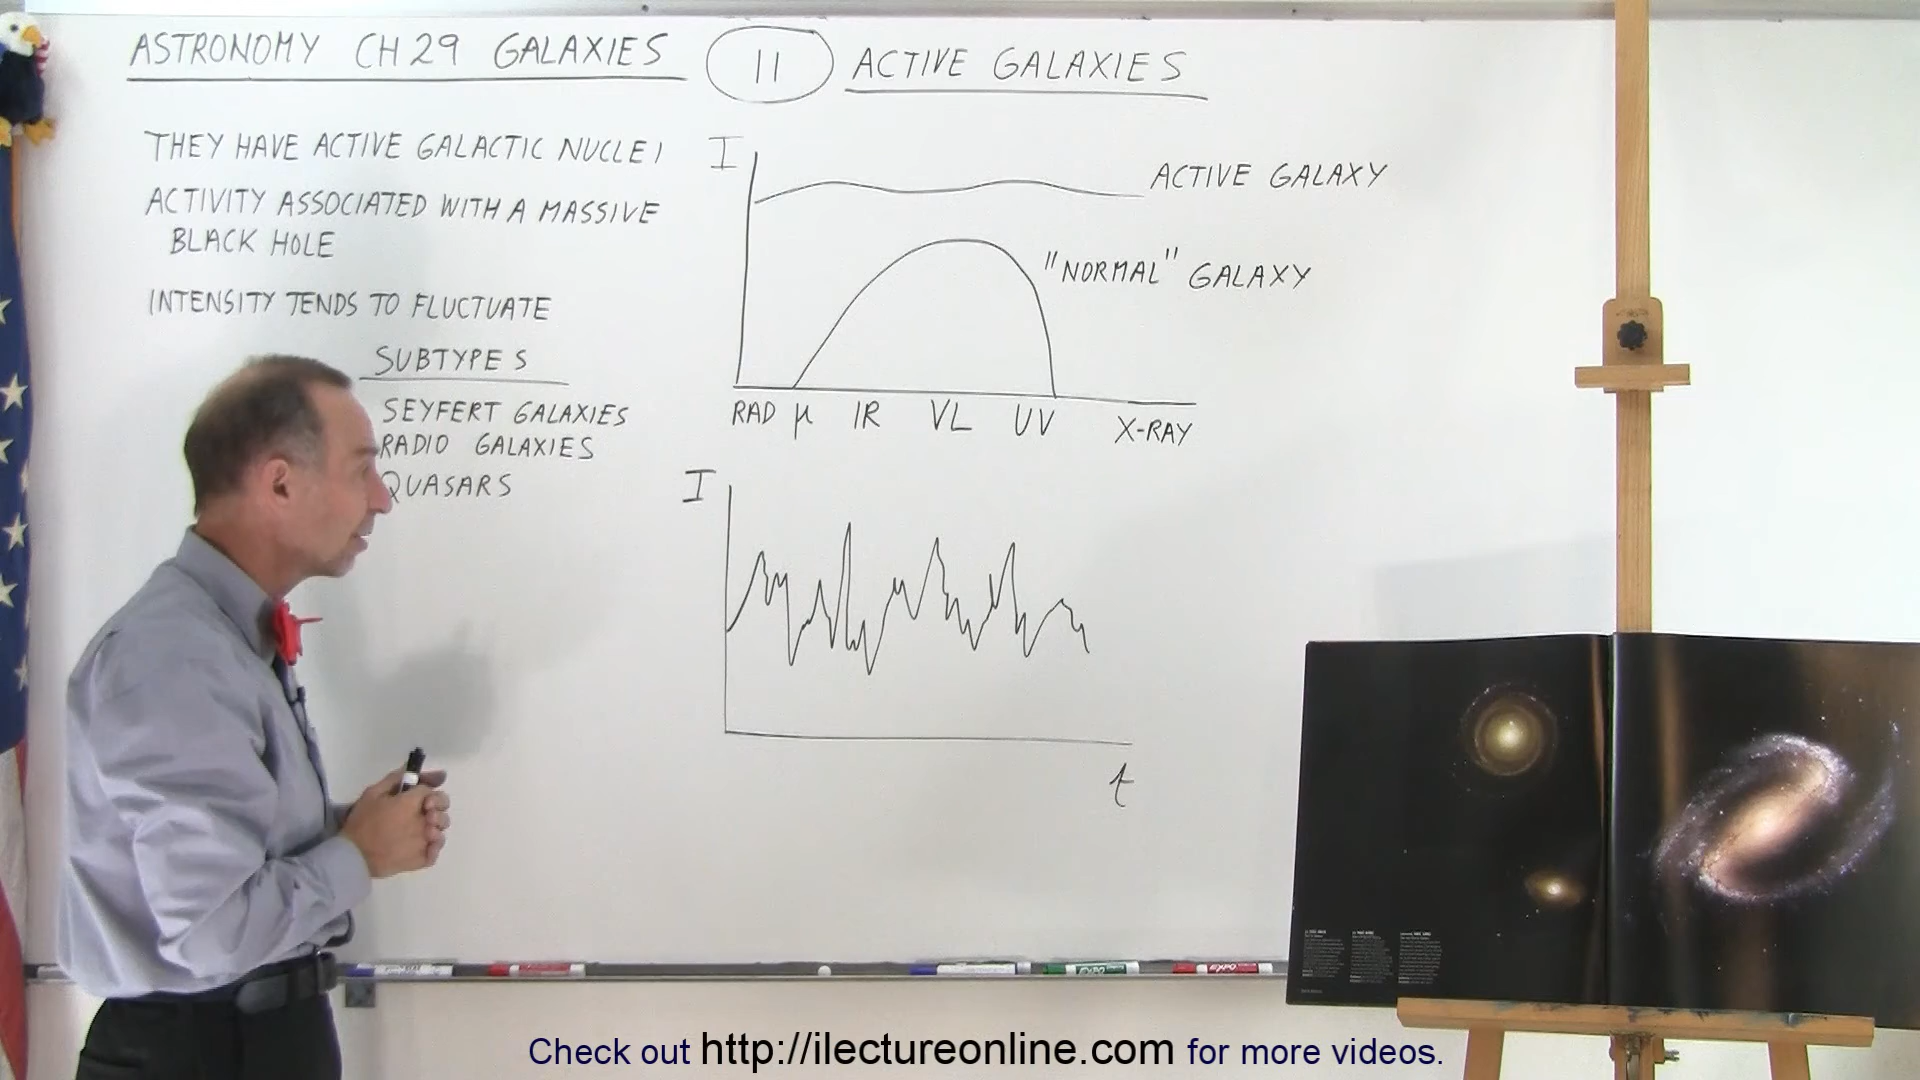 ASTRONOMY CH 29 GALAXIES 11 ACTIVE GALAXIES
THEY HAVE ACTIVE GALACTIC NUCLEI
ACTIVITY ASSOCIATED WITH A MASSIVE
BLACK HOLE
INTENSITY TENDS TO FLUCTUATE
SUBTYPES
SEYFERT GALAXIES
RADIO GALAXIES
QUASARS
I
ACTIVE GALAXY
"NORMAL" GALAXY
RAD μ IR VL UV X-RAY
I
t
Check out http://ilectureonline.com for more videos.